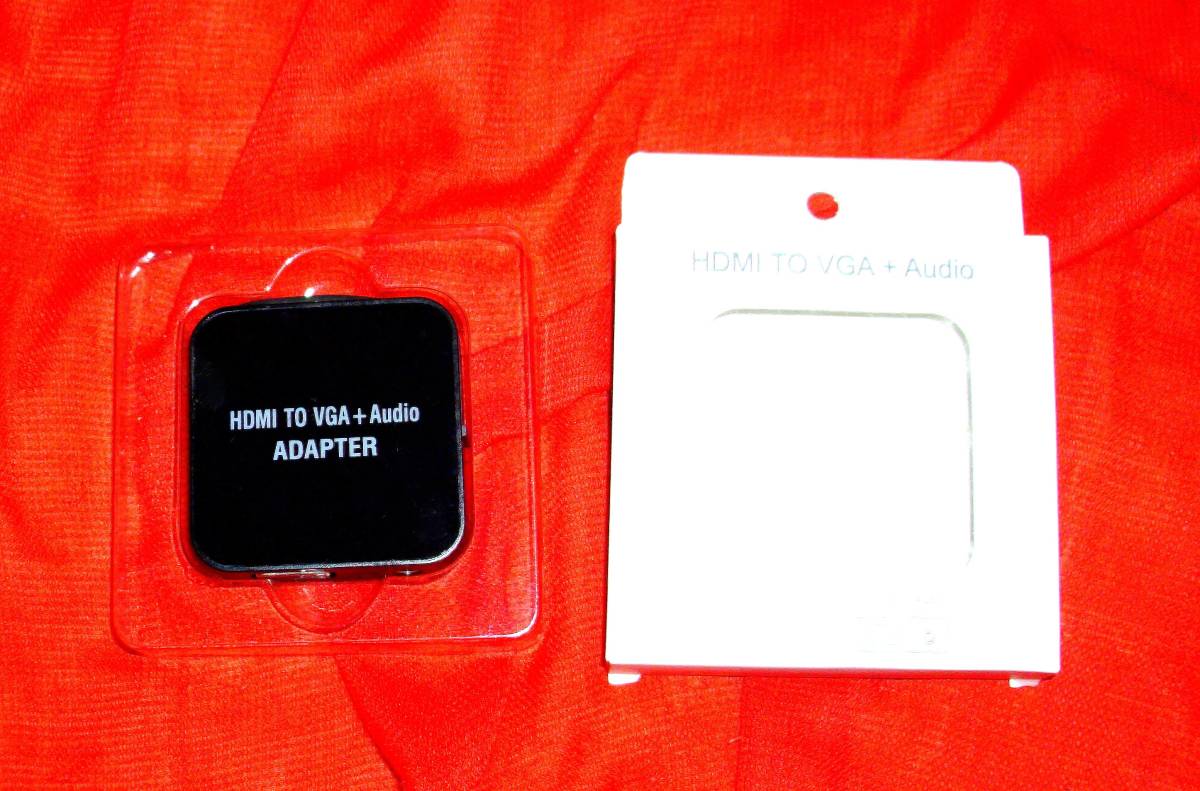 HDMI TO VGA+Audio
ADAPTER
HDMI TO VGA + Audio